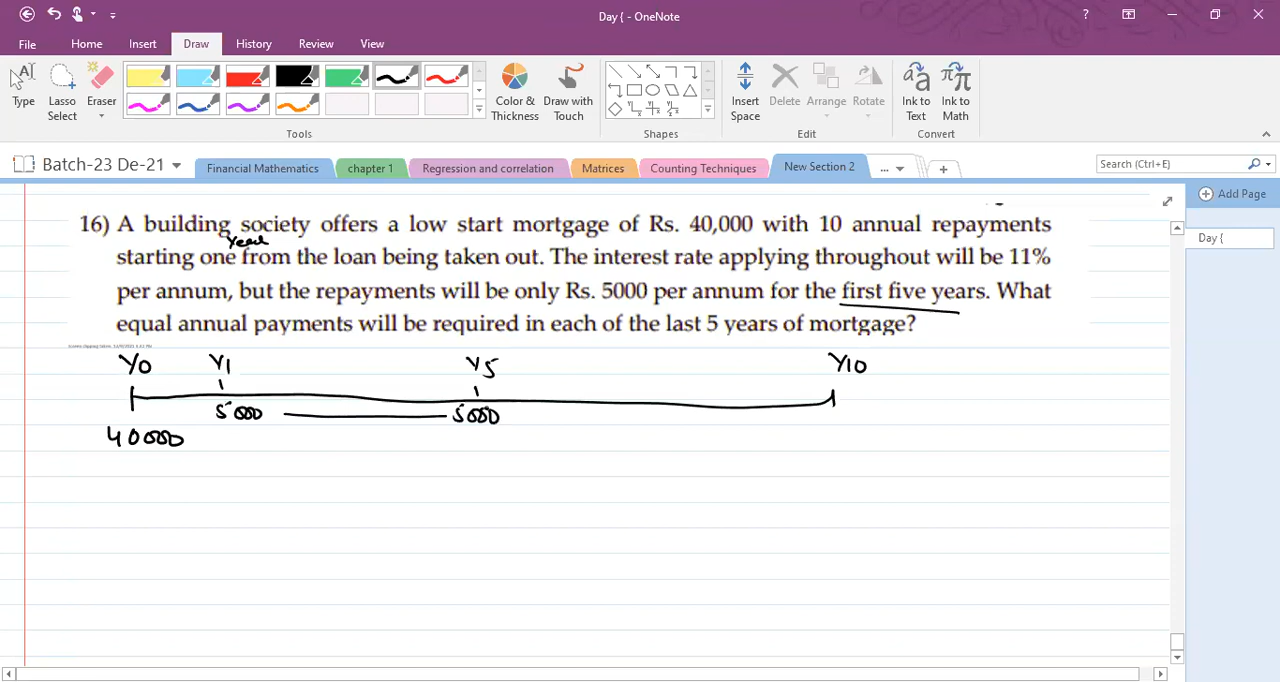 Day { - OneNote
?
File Home Insert Draw History Review View
Type Lasso Select Eraser Color & Thickness Draw with Touch Insert Space Delete Arrange Rotate Ink to Text Ink to Math
Tools Shapes Edit Convert
Batch-23 De-21 Financial Mathematics chapter 1 Regression and correlation Matrices Counting Techniques New Section 2 ... Search (Ctrl+E)
Add Page
Day {
16) A building society offers a low start mortgage of Rs. 40,000 with 10 annual repayments
year
starting one from the loan being taken out. The interest rate applying throughout will be 11%
per annum, but the repayments will be only Rs. 5000 per annum for the first five years. What
equal annual payments will be required in each of the last 5 years of mortgage?
Y0 Y1 Y5 Y10
5000 5000
40000